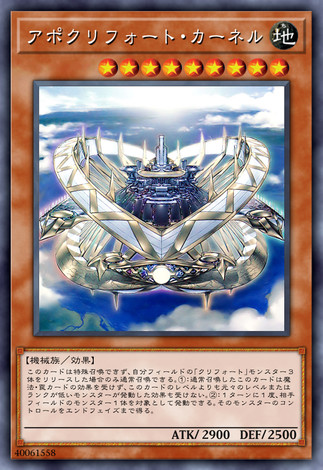 アポクリフォート・カーネル
地
【機械族／効果】
このカードは特殊召喚できず、自分フィールドの「クリフォート」モンスター3
体をリリースした場合のみ通常召喚できる。①:通常召喚したこのカードは魔
法・罠カードの効果を受けず、このカードのレベルよりも元々のレベルまたは
ランクが低いモンスターが発動した効果も受けない。②:1ターンに1度、相手
フィールドのモンスター1体を対象として発動できる。そのモンスターのコン
トロールをエンドフェイズまで得る。
ATK/ 2900 DEF/ 2500
40061558